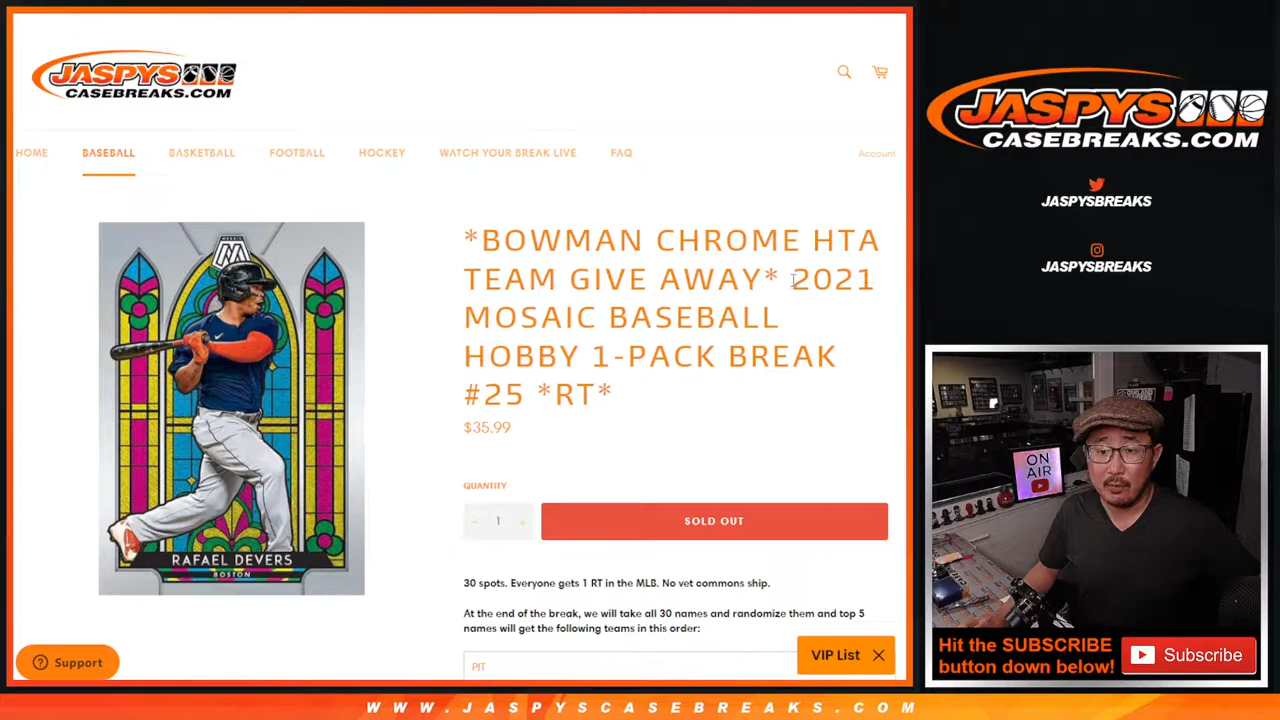 JASPYS
CASEBREAKS.COM
HOME
BASEBALL
BASKETBALL
FOOTBALL
HOCKEY
WATCH YOUR BREAK LIVE
FAQ
Account
M
RAFAEL DEVERS
BOSTON
*BOWMAN CHROME HTA
TEAM GIVE AWAY* 2021
MOSAIC BASEBALL
HOBBY 1-PACK BREAK
#25 *RT*
$35.99
QUANTITY
- 1 +
SOLD OUT
30 spots. Everyone gets 1 RT in the MLB. No vet commons ship.
At the end of the break, we will take all 30 names and randomize them and top 5
names will get the following teams in this order:
PIT
Support
VIP List
JASPYS
CASEBREAKS.COM
JASPYSBREAKS
JASPYSBREAKS
ON
AIR
Hit the SUBSCRIBE
button down below!
Subscribe
WWW.JASPYSCASEBREAKS.COM